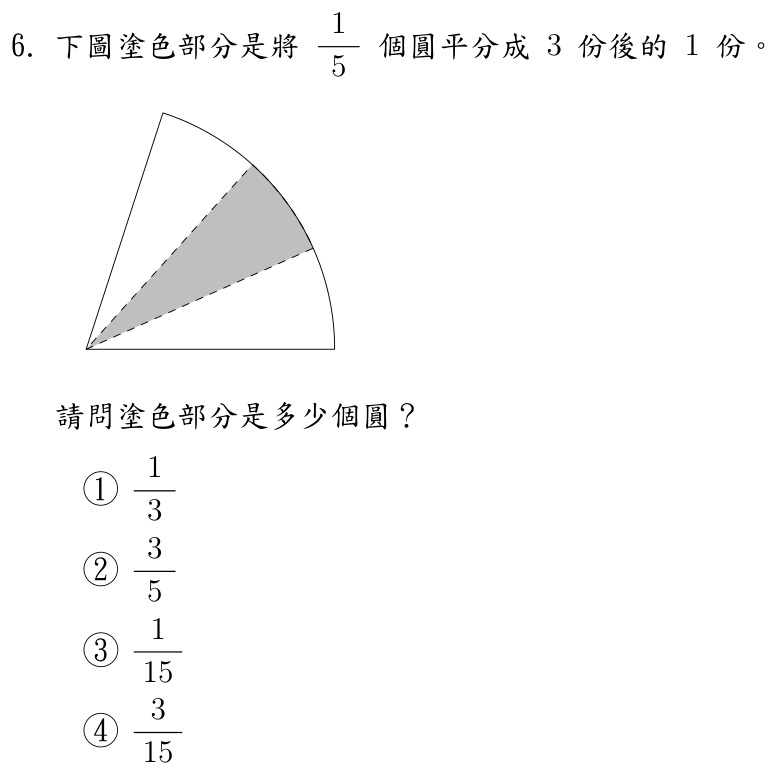 6. 下圖塗色部分是將 1/5 個圓平分成 3 份後的 1 份。
請問塗色部分是多少個圓？
① 1/3
② 3/5
③ 1/15
④ 3/15